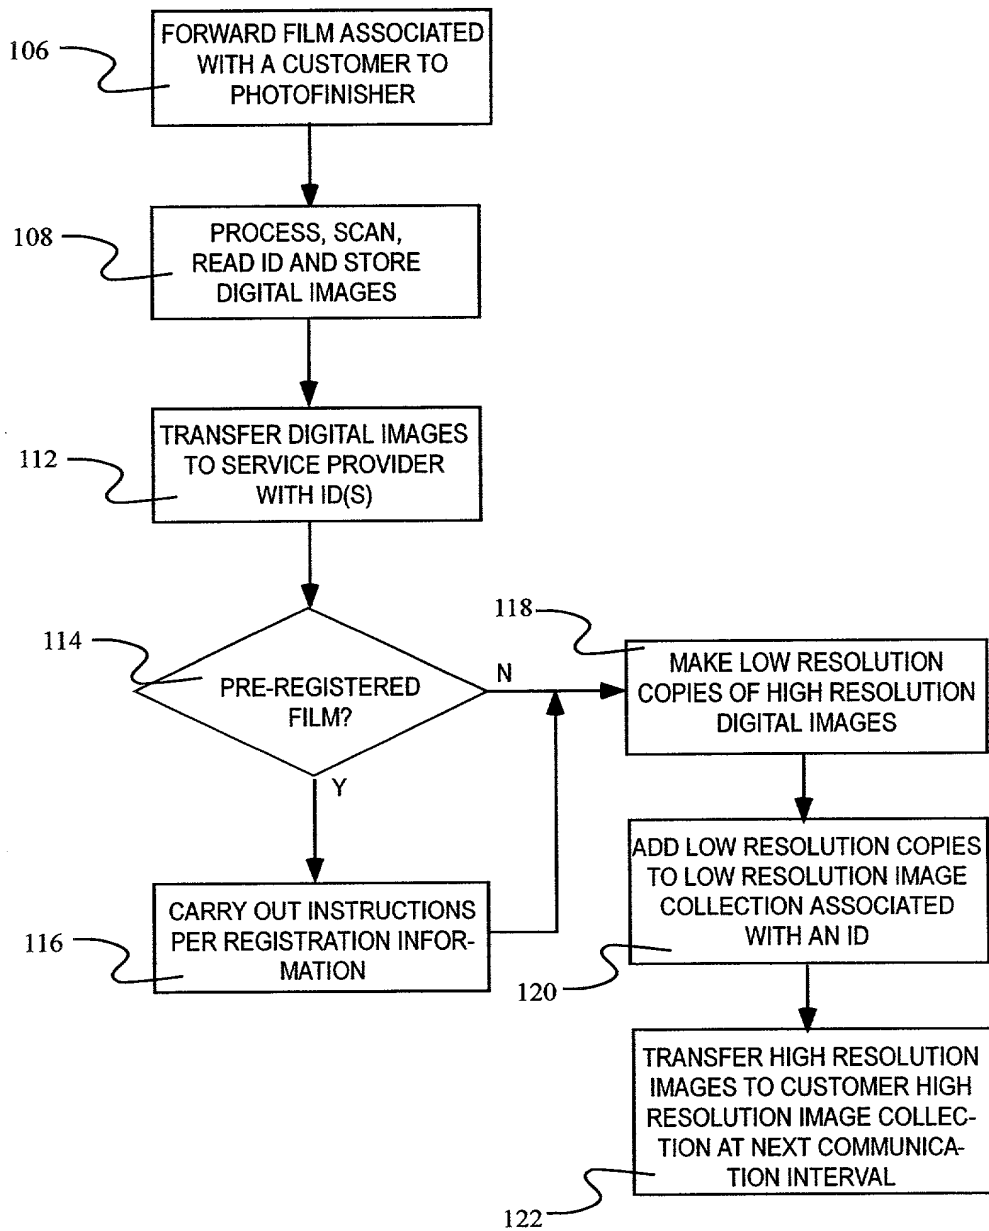 106
FORWARD FILM ASSOCIATED
WITH A CUSTOMER TO
PHOTOFINISHER
108
PROCESS, SCAN,
READ ID AND STORE
DIGITAL IMAGES
112
TRANSFER DIGITAL IMAGES
TO SERVICE PROVIDER
WITH ID(S)
114
PRE-REGISTERED
FILM?
N
Y
116
CARRY OUT INSTRUCTIONS
PER REGISTRATION INFOR-
MATION
118
MAKE LOW RESOLUTION
COPIES OF HIGH RESOLUTION
DIGITAL IMAGES
ADD LOW RESOLUTION COPIES
TO LOW RESOLUTION IMAGE
COLLECTION ASSOCIATED
WITH AN ID
120
TRANSFER HIGH RESOLUTION
IMAGES TO CUSTOMER HIGH
RESOLUTION IMAGE COLLEC-
TION AT NEXT COMMUNICA-
TION INTERVAL
122